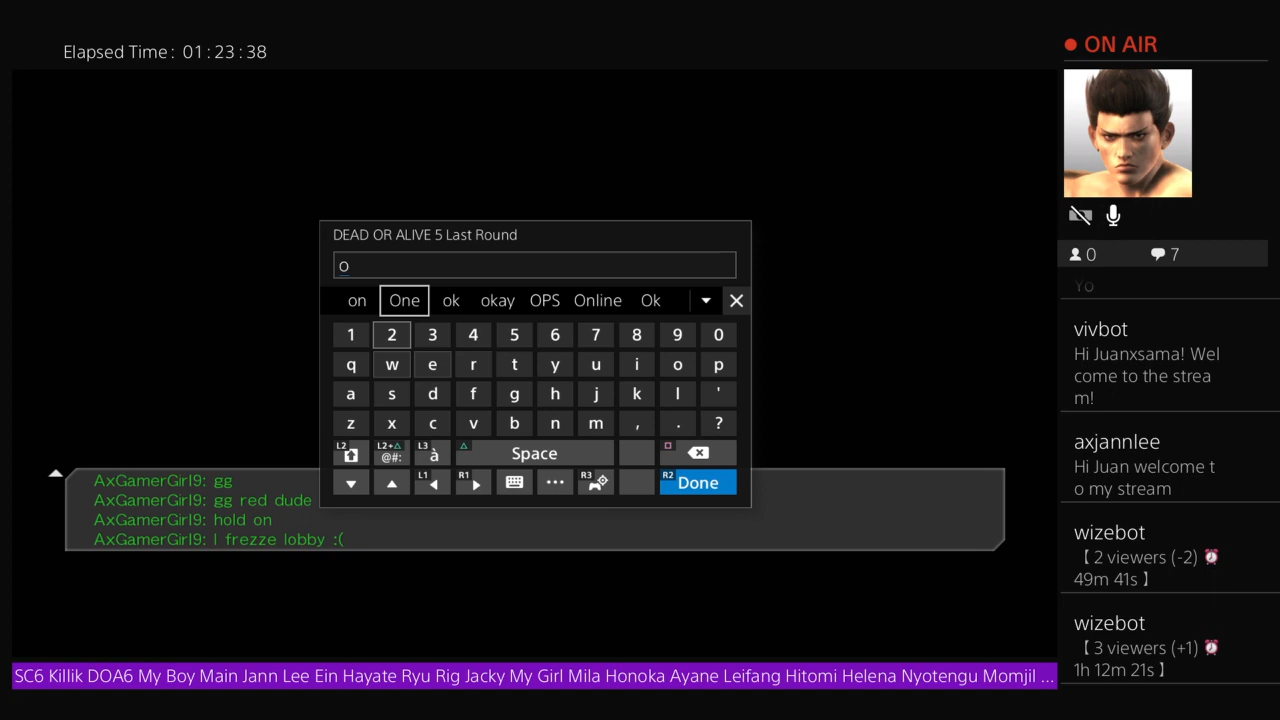 Elapsed Time: 01:23:38
ON AIR
0 7
Yo
vivbot
Hi Juanxsama! Wel
come to the strea
m!
axjannlee
Hi Juan welcome t
o my stream
wizebot
【2 viewers (-2) ⏰
49m 41s】
wizebot
【3 viewers (+1) ⏰
1h 12m 21s】
DEAD OR ALIVE 5 Last Round
o
on One ok okay OPS Online Ok
1 2 3 4 5 6 7 8 9 0
q w e r t y u i o p
a s d f g h j k l '
z x c v b n m , . ?
L2 L2+△ @#: L3 à △ Space □
L1 R1 ... R3 R2 Done
AxGamerGirl9: gg
AxGamerGirl9: gg red dude
AxGamerGirl9: hold on
AxGamerGirl9: I frezze lobby :(
SC6 Killik DOA6 My Boy Main Jann Lee Ein Hayate Ryu Rig Jacky My Girl Mila Honoka Ayane Leifang Hitomi Helena Nyotengu Momjil ...